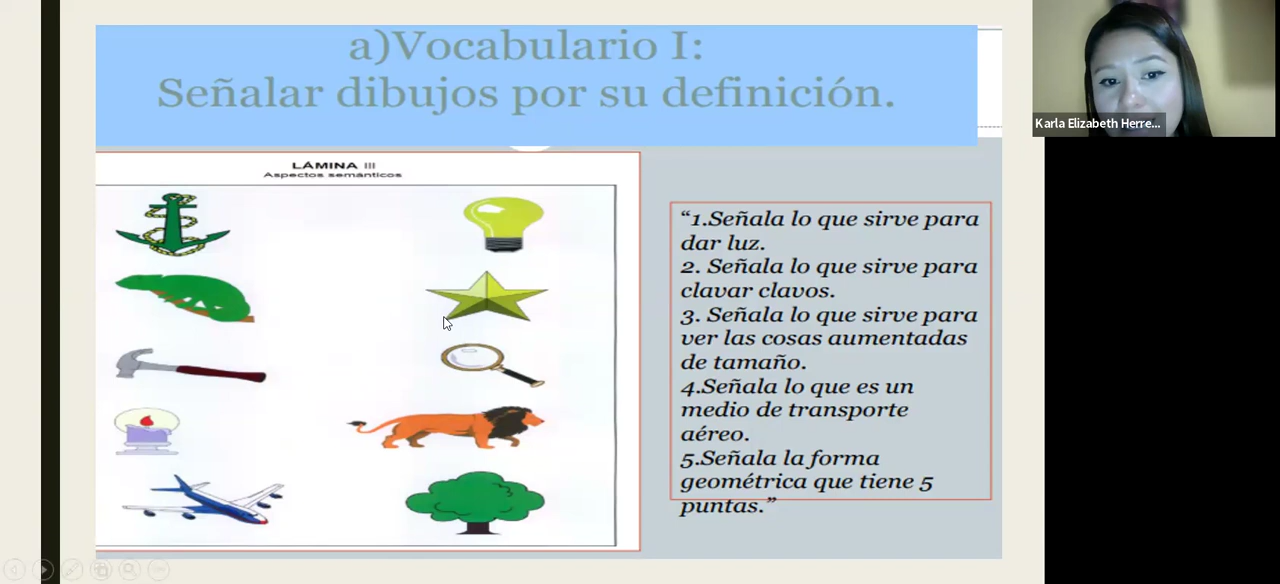 a)Vocabulario I:
Señalar dibujos por su definición.
LÁMINA III
Aspectos semánticos
“1.Señala lo que sirve para
dar luz.
2. Señala lo que sirve para
clavar clavos.
3. Señala lo que sirve para
ver las cosas aumentadas
de tamaño.
4.Señala lo que es un
medio de transporte
aéreo.
5.Señala la forma
geométrica que tiene 5
puntas.”
Karla Elizabeth Herre...